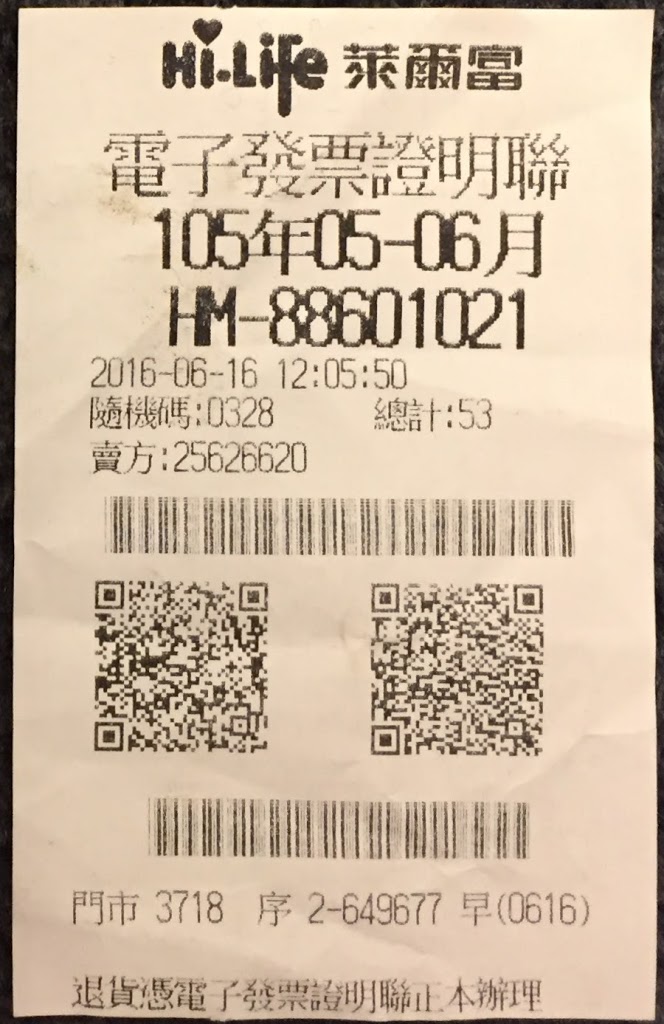 Hi-Life 萊爾富
電子發票證明聯
105年05-06月
HM-88601021
2016-06-16 12:05:50
隨機碼:0328 總計:53
賣方:25626620
門市 3718 序 2-649677 早(0616)
退貨憑電子發票證明聯正本辦理